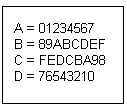 A = 01234567
B = 89ABCDEF
C = FEDCBA98
D = 76543210